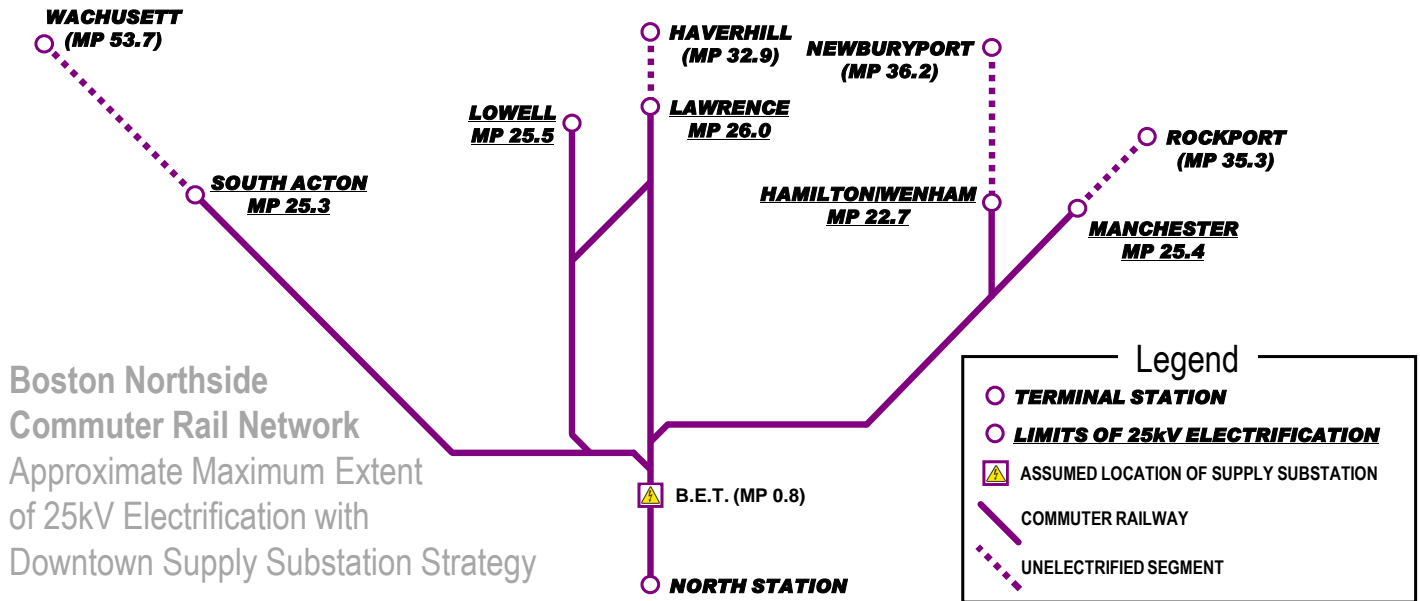 WACHUSETT
(MP 53.7)
HAVERHILL
(MP 32.9)
NEWBURYPORT
(MP 36.2)
LOWELL
MP 25.5
LAWRENCE
MP 26.0
ROCKPORT
(MP 35.3)
SOUTH ACTON
MP 25.3
HAMILTON/WENHAM
MP 22.7
MANCHESTER
MP 25.4
Boston Northside
Commuter Rail Network
Approximate Maximum Extent
of 25kV Electrification with
Downtown Supply Substation Strategy
B.E.T. (MP 0.8)
NORTH STATION
Legend
TERMINAL STATION
LIMITS OF 25kV ELECTRIFICATION
ASSUMED LOCATION OF SUPPLY SUBSTATION
COMMUTER RAILWAY
UNELECTRIFIED SEGMENT